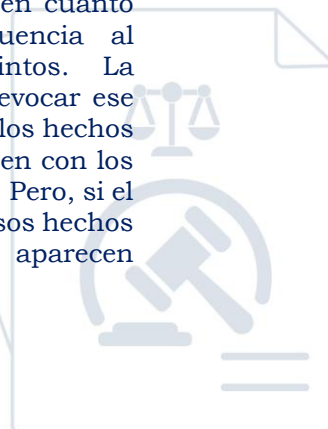 en cuanto
uencia al
intos. La
evocar ese
los hechos
en con los
Pero, si el
sos hechos
aparecen